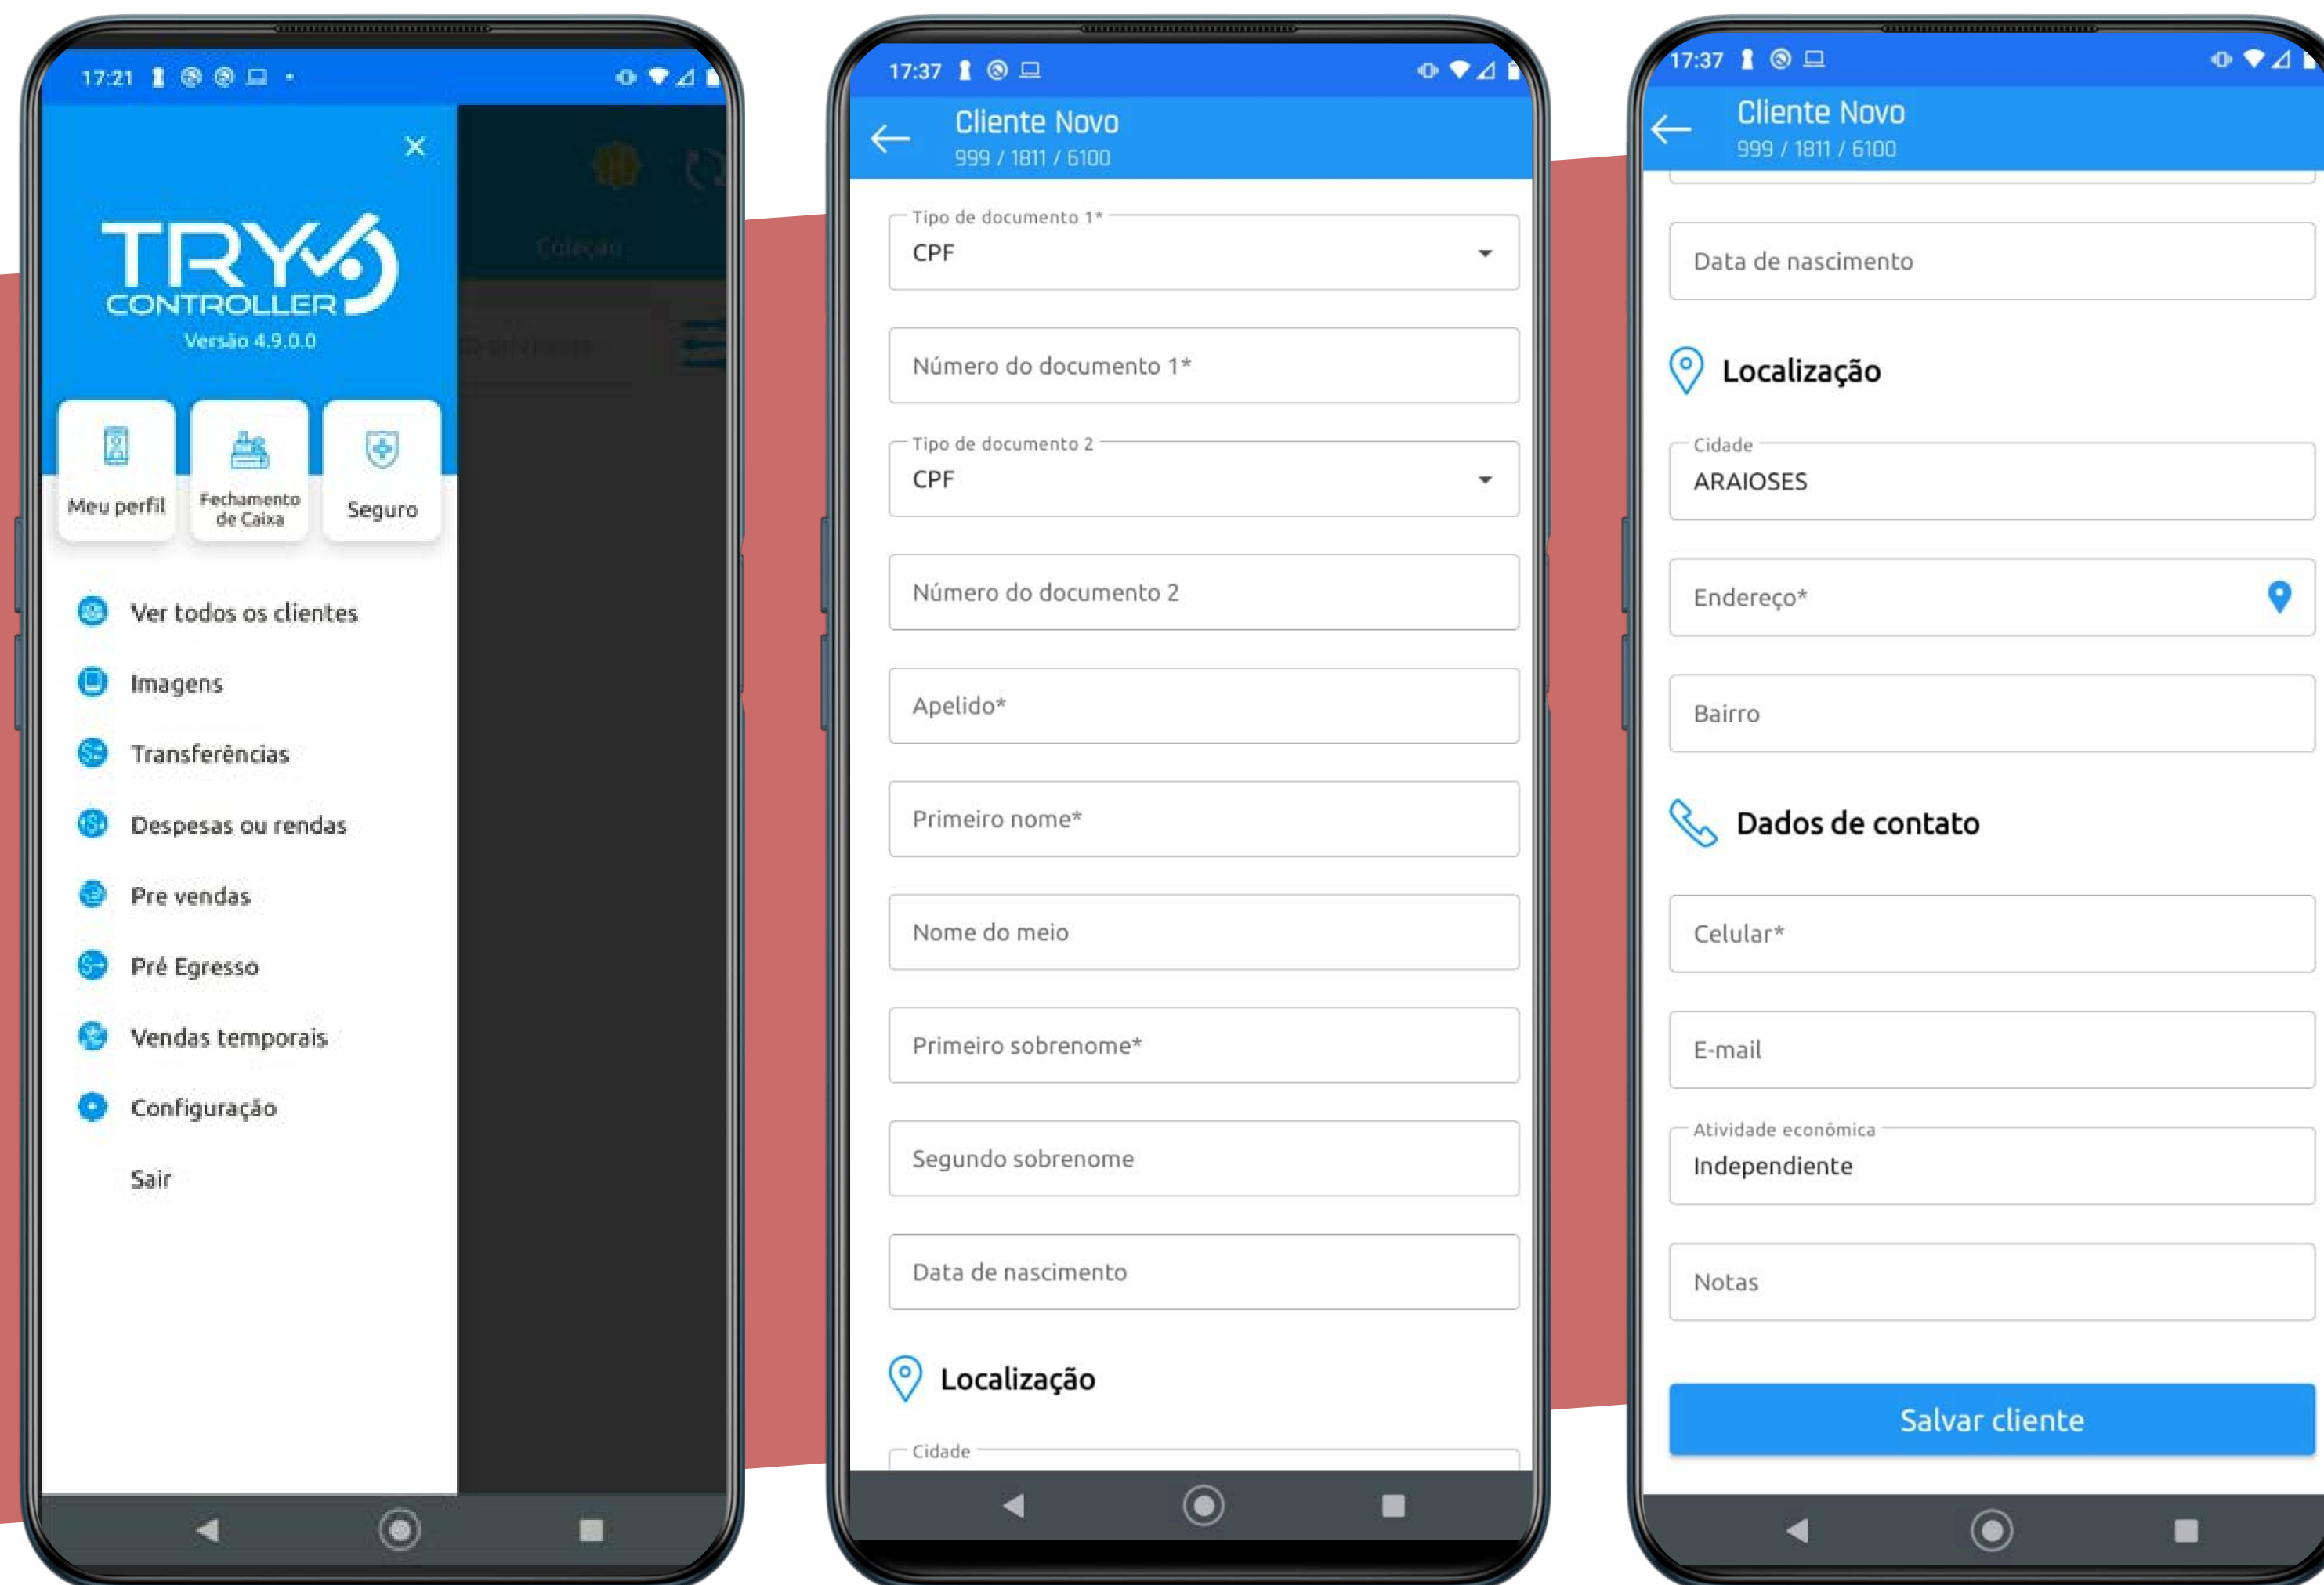 17:21
TRY
CONTROLLER
Versão 4.9.0.0
Meu perfil
Fechamento
de Caixa
Seguro
Ver todos os clientes
Imagens
Transferências
Despesas ou rendas
Pre vendas
Pré Egresso
Vendas temporais
Configuração
Sair
Coleção
17:37
Cliente Novo
999 / 1811 / 6100
Tipo de documento 1*
CPF
Número do documento 1*
Tipo de documento 2
CPF
Número do documento 2
Apelido*
Primeiro nome*
Nome do meio
Primeiro sobrenome*
Segundo sobrenome
Data de nascimento
Localização
Cidade
17:37
Cliente Novo
999 / 1811 / 6100
Data de nascimento
Localização
Cidade
ARAIOSES
Endereço*
Bairro
Dados de contato
Celular*
E-mail
Atividade econômica
Independiente
Notas
Salvar cliente